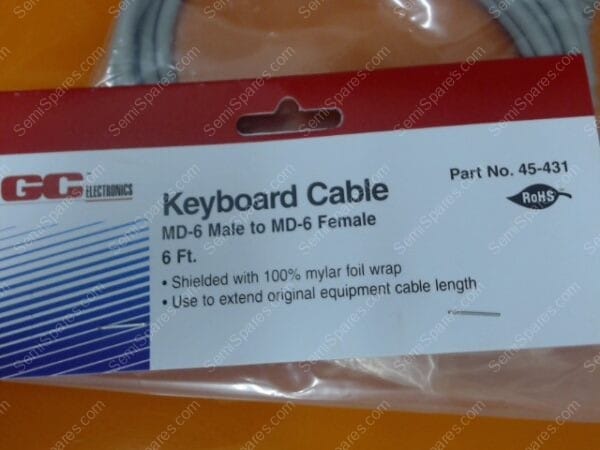 GC ELECTRONICS
Keyboard Cable
MD-6 Male to MD-6 Female
6 Ft.
• Shielded with 100% mylar foil wrap
• Use to extend original equipment cable length
Part No. 45-431
RoHS
SemiSpares.com